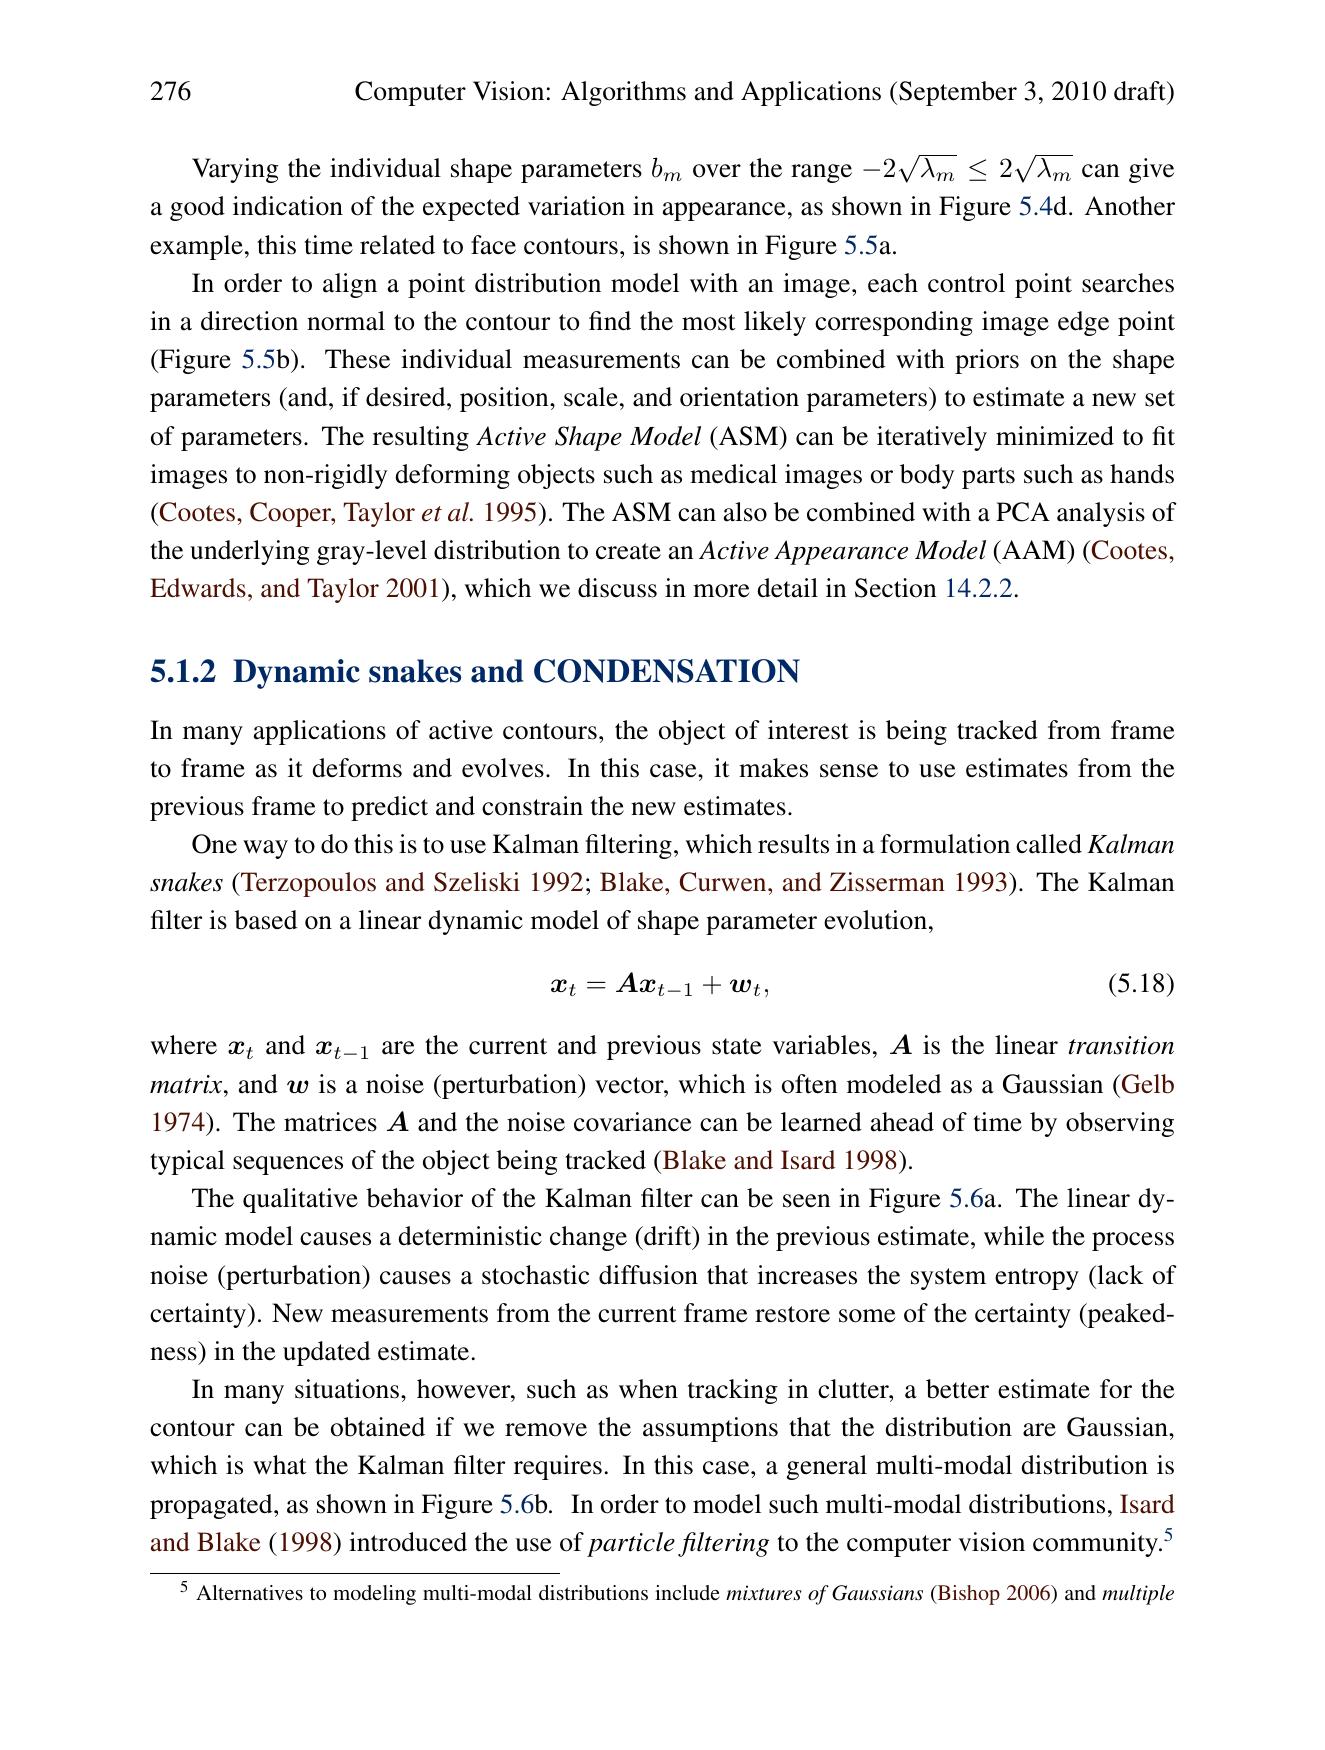 276 Computer Vision: Algorithms and Applications (September 3, 2010 draft)
Varying the individual shape parameters bₘ over the range −2√λₘ ≤ 2√λₘ can give
a good indication of the expected variation in appearance, as shown in Figure 5.4d. Another
example, this time related to face contours, is shown in Figure 5.5a.
In order to align a point distribution model with an image, each control point searches
in a direction normal to the contour to find the most likely corresponding image edge point
(Figure 5.5b). These individual measurements can be combined with priors on the shape
parameters (and, if desired, position, scale, and orientation parameters) to estimate a new set
of parameters. The resulting Active Shape Model (ASM) can be iteratively minimized to fit
images to non-rigidly deforming objects such as medical images or body parts such as hands
(Cootes, Cooper, Taylor et al. 1995). The ASM can also be combined with a PCA analysis of
the underlying gray-level distribution to create an Active Appearance Model (AAM) (Cootes,
Edwards, and Taylor 2001), which we discuss in more detail in Section 14.2.2.
5.1.2 Dynamic snakes and CONDENSATION
In many applications of active contours, the object of interest is being tracked from frame
to frame as it deforms and evolves. In this case, it makes sense to use estimates from the
previous frame to predict and constrain the new estimates.
One way to do this is to use Kalman filtering, which results in a formulation called Kalman
snakes (Terzopoulos and Szeliski 1992; Blake, Curwen, and Zisserman 1993). The Kalman
filter is based on a linear dynamic model of shape parameter evolution,
xₜ = Axₜ₋₁ + wₜ, (5.18)
where xₜ and xₜ₋₁ are the current and previous state variables, A is the linear transition
matrix, and w is a noise (perturbation) vector, which is often modeled as a Gaussian (Gelb
1974). The matrices A and the noise covariance can be learned ahead of time by observing
typical sequences of the object being tracked (Blake and Isard 1998).
The qualitative behavior of the Kalman filter can be seen in Figure 5.6a. The linear dy-
namic model causes a deterministic change (drift) in the previous estimate, while the process
noise (perturbation) causes a stochastic diffusion that increases the system entropy (lack of
certainty). New measurements from the current frame restore some of the certainty (peaked-
ness) in the updated estimate.
In many situations, however, such as when tracking in clutter, a better estimate for the
contour can be obtained if we remove the assumptions that the distribution are Gaussian,
which is what the Kalman filter requires. In this case, a general multi-modal distribution is
propagated, as shown in Figure 5.6b. In order to model such multi-modal distributions, Isard
and Blake (1998) introduced the use of particle filtering to the computer vision community.⁵
⁵ Alternatives to modeling multi-modal distributions include mixtures of Gaussians (Bishop 2006) and multiple